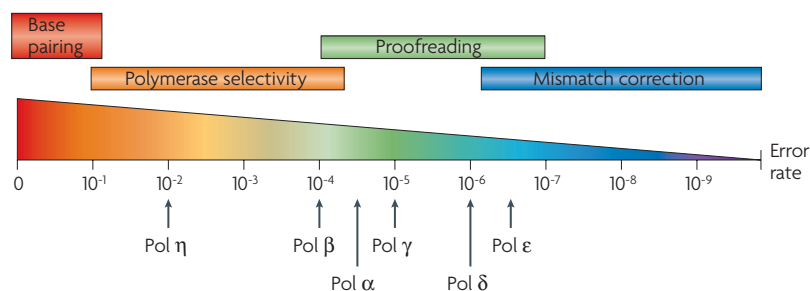 Base
pairing
Proofreading
Polymerase selectivity
Mismatch correction
Error
rate
0
10⁻¹
10⁻²
10⁻³
10⁻⁴
10⁻⁵
10⁻⁶
10⁻⁷
10⁻⁸
10⁻⁹
Pol η
Pol β
Pol γ
Pol ε
Pol α
Pol δ